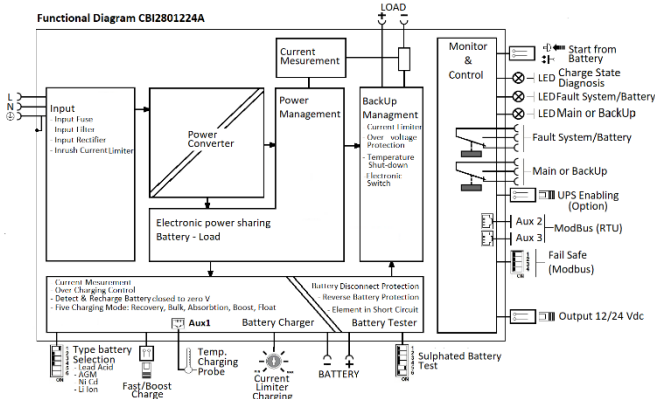 Functional Diagram CBI2801224A
LOAD
+ −
Current
Mesurement
Monitor
&
Control
Start from
Battery
LED Charge State
Diagnosis
LED Fault System/Battery
LED Main or BackUp
Fault System/Battery
Main or BackUp
UPS Enabling
(Option)
Aux 2
Aux 3
ModBus (RTU)
Fail Safe
(Modbus)
ON
Output 12/24 Vdc
L
N
Input
- Input Fuse
- Input Filter
- Input Rectifier
- Inrush Current Limiter
Power
Converter
Power
Management
BackUp
Managment
Current Limiter
Over voltage
Protection
- Temperature
Shut-down
Electronic
Switch
Electronic power sharing
Battery - Load
Current Mesurement
Over Charging Control
- Detect & Recharge Battery closed to zero V
- Five Charging Mode: Recovery, Bulk, Absorbtion, Boost, Float
Aux1
Battery Charger
Battery Disconnect Protection
- Reverse Battery Protection
- Element in Short Circuit
Battery Tester
Type battery
Selection
- Lead Acid
- AGM
Ni Cd
- Li Ion
ON
Fast/Boost
Charge
Temp.
Charging
Probe
Current
Limiter
Charging
− +
BATTERY
ON
Sulphated Battery
Test